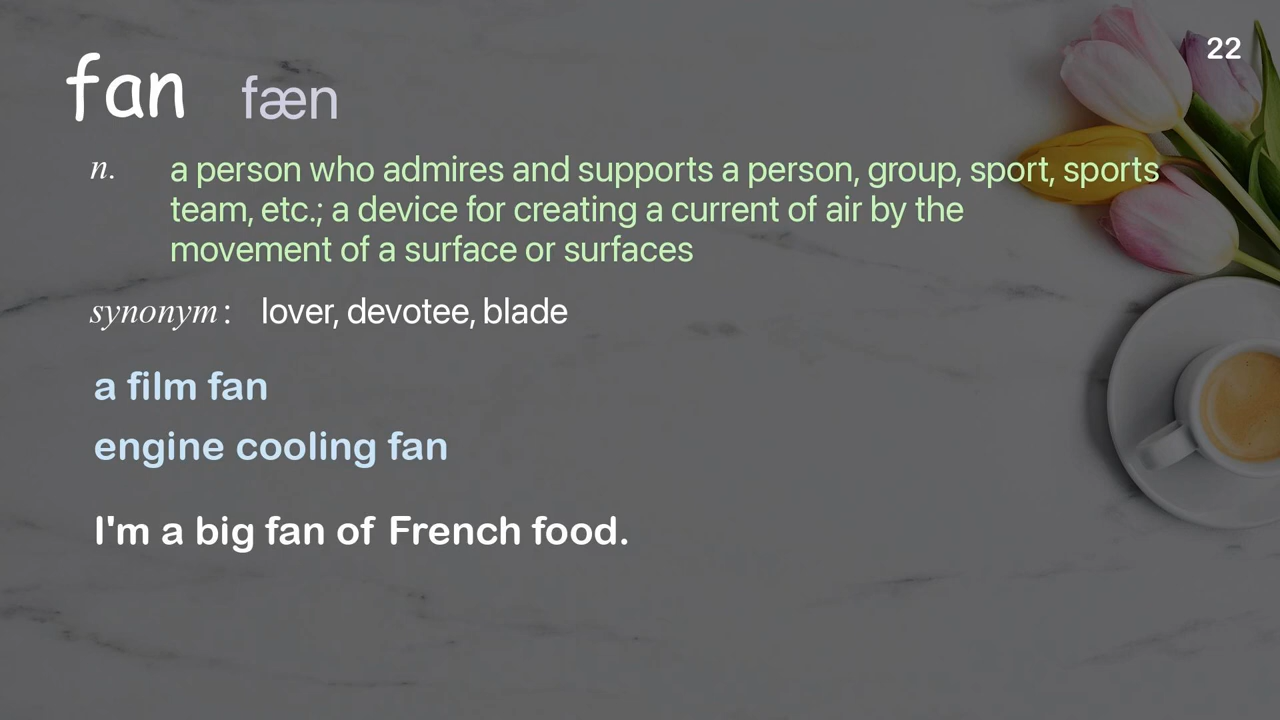 22
fan fæn
n. a person who admires and supports a person, group, sport, sports
team, etc.; a device for creating a current of air by the
movement of a surface or surfaces
synonym: lover, devotee, blade
a film fan
engine cooling fan
I'm a big fan of French food.